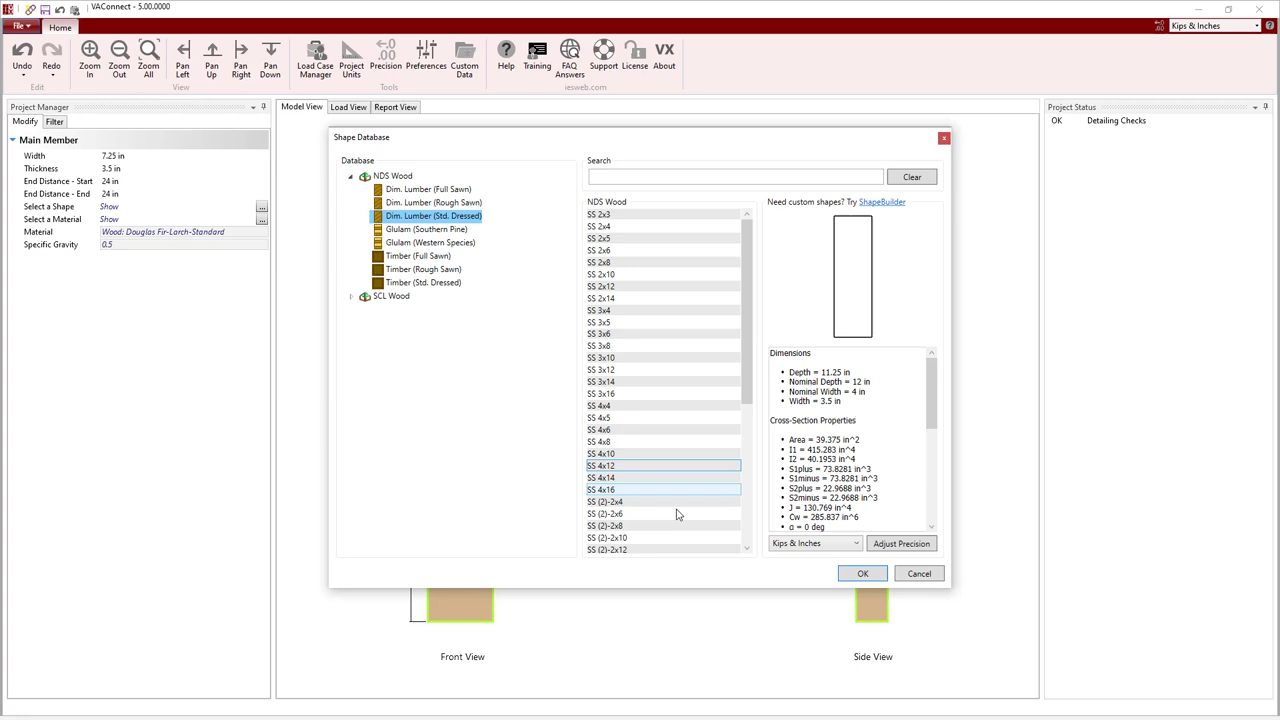 VAConnect - 5.00.0000
File
Home
Kips & Inches
Undo
Redo
Zoom In
Zoom Out
Zoom All
Pan Left
Pan Up
Pan Right
Pan Down
Load Case Manager
Project Units
←.0 .00
Precision
Preferences
Custom Data
Help
Training
FAQ Answers
Support
License
VX
About
Edit
View
Tools
iesweb.com
Project Manager
Modify
Filter
Main Member
Width 7.25 in
Thickness 3.5 in
End Distance - Start 24 in
End Distance - End 24 in
Select a Shape Show ...
Select a Material Show ...
Material Wood: Douglas Fir-Larch-Standard
Specific Gravity 0.5
Model View
Load View
Report View
Project Status
OK Detailing Checks
Shape Database
Database
NDS Wood
Dim. Lumber (Full Sawn)
Dim. Lumber (Rough Sawn)
Dim. Lumber (Std. Dressed)
Glulam (Southern Pine)
Glulam (Western Species)
Timber (Full Sawn)
Timber (Rough Sawn)
Timber (Std. Dressed)
SCL Wood
Search
Clear
NDS Wood
SS 2x3
SS 2x4
SS 2x5
SS 2x6
SS 2x8
SS 2x10
SS 2x12
SS 2x14
SS 3x4
SS 3x5
SS 3x6
SS 3x8
SS 3x10
SS 3x12
SS 3x14
SS 3x16
SS 4x4
SS 4x5
SS 4x6
SS 4x8
SS 4x10
SS 4x12
SS 4x14
SS 4x16
SS (2)-2x4
SS (2)-2x6
SS (2)-2x8
SS (2)-2x10
SS (2)-2x12
Need custom shapes? Try ShapeBuilder
Dimensions
• Depth = 11.25 in
• Nominal Depth = 12 in
• Nominal Width = 4 in
• Width = 3.5 in
Cross-Section Properties
• Area = 39.375 in^2
• I1 = 415.283 in^4
• I2 = 40.1953 in^4
• S1plus = 73.8281 in^3
• S1minus = 73.8281 in^3
• S2plus = 22.9688 in^3
• S2minus = 22.9688 in^3
• J = 130.769 in^4
• Cw = 285.837 in^6
• α = 0 deg
Kips & Inches
Adjust Precision
OK
Cancel
Front View
Side View